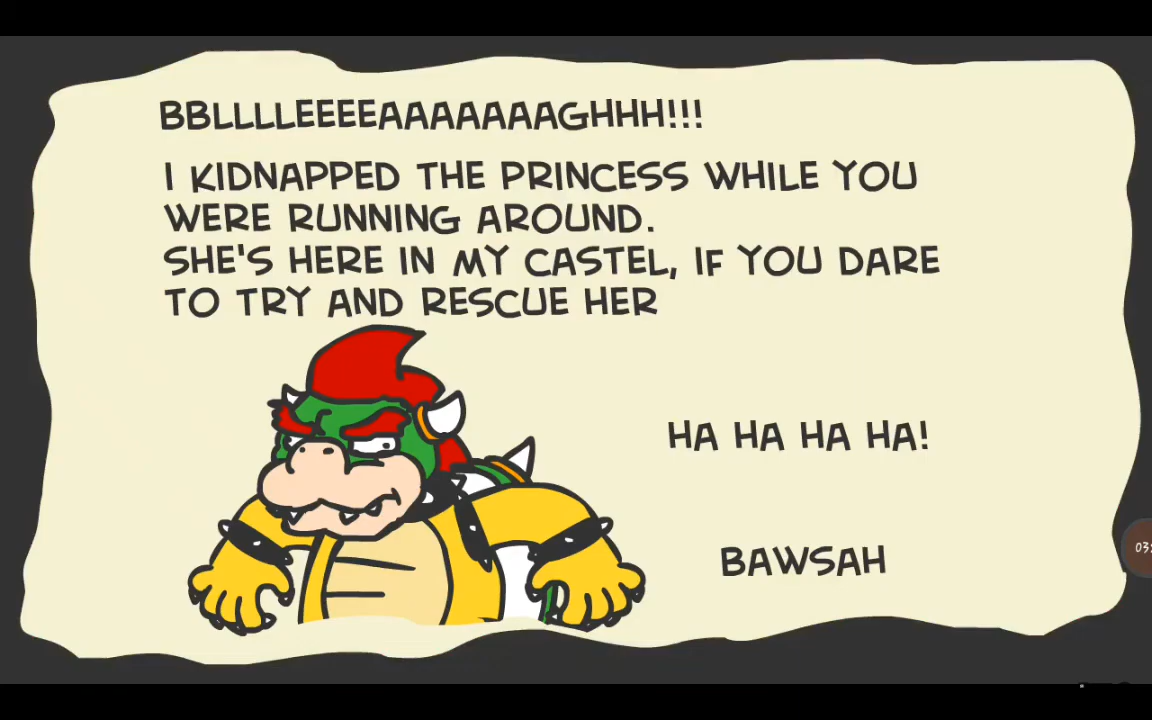 BBLLLLEEEEAAAAAAAGHHH!!!
I KIDNAPPED THE PRINCESS WHILE YOU
WERE RUNNING AROUND.
SHE'S HERE IN MY CASTEL, IF YOU DARE
TO TRY AND RESCUE HER
HA HA HA HA!
BAWSAH